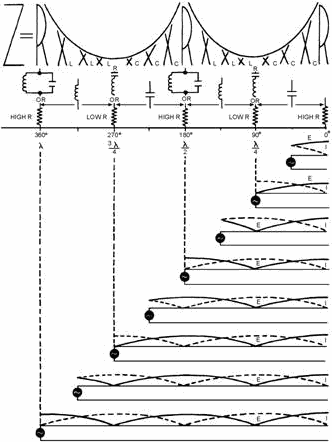 Z=
L L L C C C L L L C C C
R R
OR OR OR OR
HIGH R LOW R HIGH R LOW R HIGH R
360° 270° 180° 90° 0°
λ 3/4 λ λ/2 λ/4
E
I
E
I
E
I
E
I
E
I
E
I
E
I
E
I